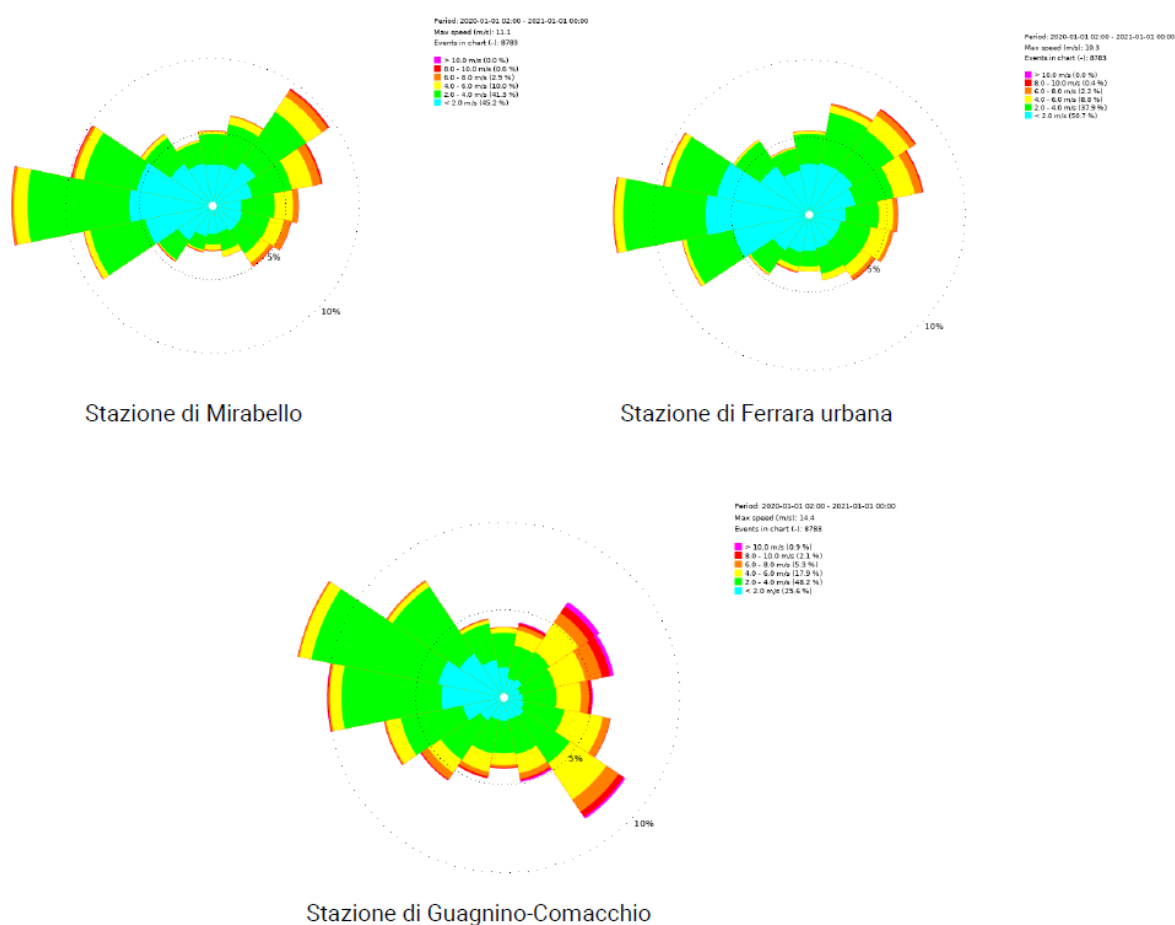 Period: 2020-01-01 02:00 - 2021-01-01 00:00
Max speed (m/s): 11.1
Events in chart (-): 8783
> 10.0 m/s (0.0 %)
8.0 - 10.0 m/s (0.6 %)
6.0 - 8.0 m/s (2.9 %)
4.0 - 6.0 m/s (10.0 %)
2.0 - 4.0 m/s (41.3 %)
< 2.0 m/s (45.2 %)
5%
10%
Stazione di Mirabello
Period: 2020-01-01 02:00 - 2021-01-01 00:00
Max speed (m/s): 10.3
Events in chart (-): 8783
> 10.0 m/s (0.0 %)
8.0 - 10.0 m/s (0.4 %)
6.0 - 8.0 m/s (2.2 %)
4.0 - 6.0 m/s (8.8 %)
2.0 - 4.0 m/s (37.9 %)
< 2.0 m/s (50.7 %)
5%
10%
Stazione di Ferrara urbana
Period: 2020-01-01 02:00 - 2021-01-01 00:00
Max speed (m/s): 14.4
Events in chart (-): 8783
> 10.0 m/s (0.9 %)
8.0 - 10.0 m/s (2.1 %)
6.0 - 8.0 m/s (5.3 %)
4.0 - 6.0 m/s (17.9 %)
2.0 - 4.0 m/s (48.2 %)
< 2.0 m/s (25.6 %)
5%
10%
Stazione di Guagnino-Comacchio